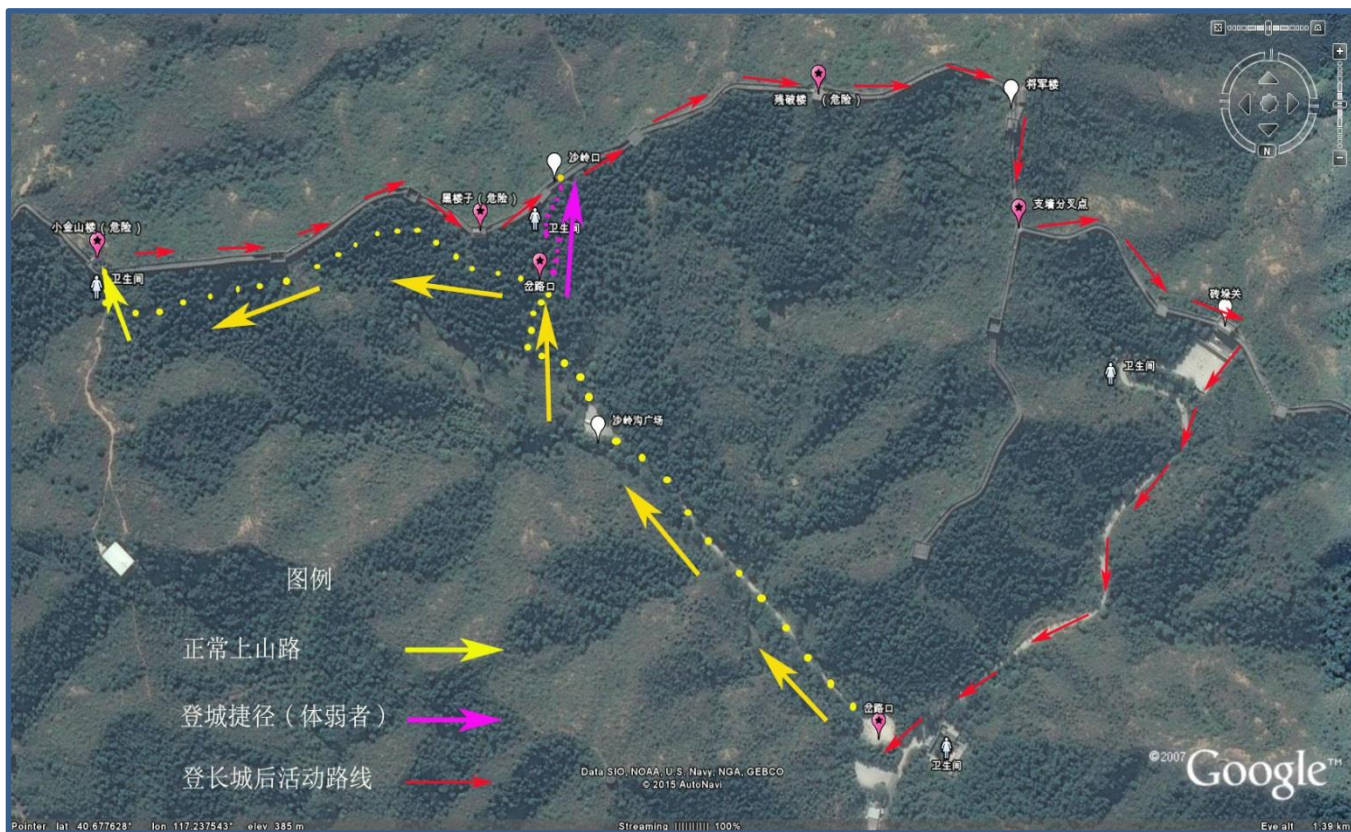 将军楼
残破楼 （危险）
沙岭口
黑楼子（危险）
支墙分叉点
小金山楼（危险）
卫生间
卫生间
岔路口
砖垛关
卫生间
沙岭沟广场
图例
正常上山路
登城捷径（体弱者）
登长城后活动路线
岔路口
卫生间
N
©2007 Google™
Data SIO, NOAA, U.S. Navy, NGA, GEBCO
© 2015 AutoNavi
Pointer lat 40.677628° lon 117.237543° elev 385 m Streaming |||||||||| 100% Eye alt 1.39 km